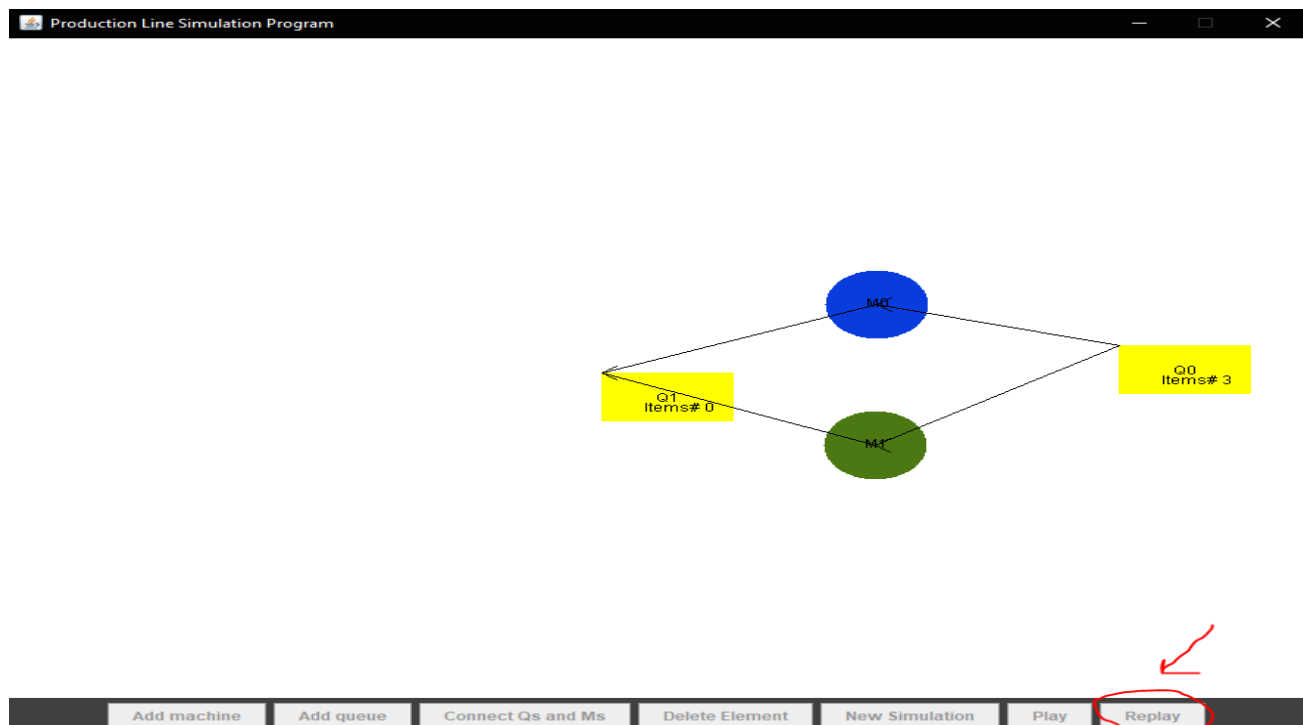 Production Line Simulation Program
M0
Q0
Items# 3
Q1
Items# 0
M1
Add machine
Add queue
Connect Qs and Ms
Delete Element
New Simulation
Play
Replay